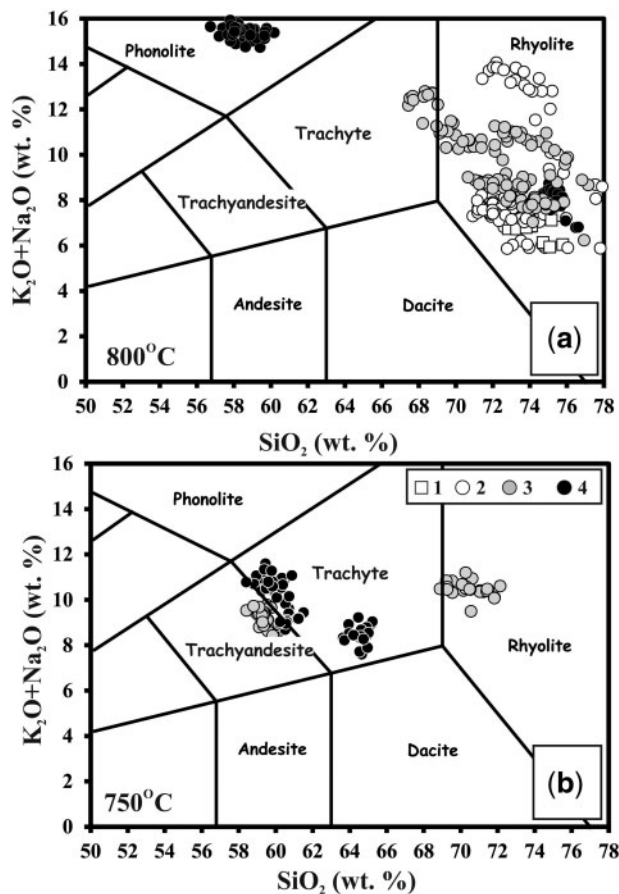 16
14
12
10
8
6
4
2
0
K₂O+Na₂O (wt. %)
Phonolite
Rhyolite
Trachyte
Trachyandesite
Andesite
Dacite
800°C
(a)
50 52 54 56 58 60 62 64 66 68 70 72 74 76 78
SiO₂ (wt. %)
16
14
12
10
8
6
4
2
0
K₂O+Na₂O (wt. %)
1 2 3 4
Phonolite
Trachyte
Trachyandesite
Rhyolite
Andesite
Dacite
750°C
(b)
50 52 54 56 58 60 62 64 66 68 70 72 74 76 78
SiO₂ (wt. %)